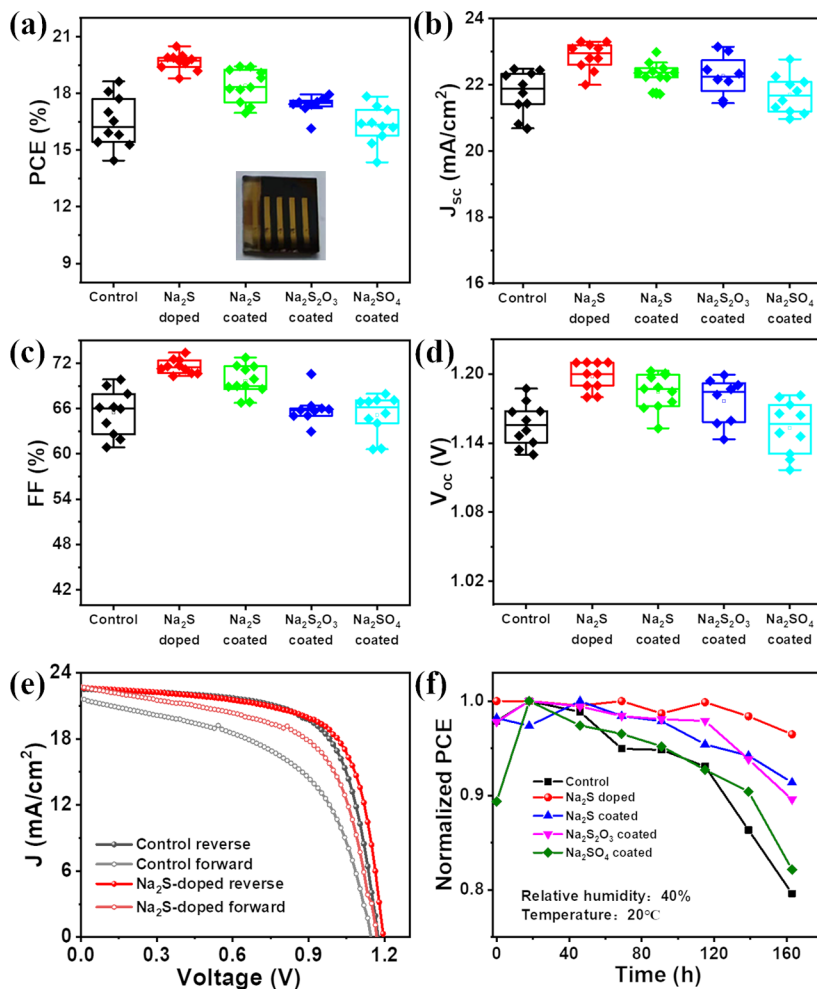 (a)
PCE (%)
21
18
15
12
9
Control
Na₂S doped
Na₂S coated
Na₂S₂O₃ coated
Na₂SO₄ coated
(b)
Jsc (mA/cm²)
24
22
20
18
16
Control
Na₂S doped
Na₂S coated
Na₂S₂O₃ coated
Na₂SO₄ coated
(c)
FF (%)
72
66
60
54
48
42
Control
Na₂S doped
Na₂S coated
Na₂S₂O₃ coated
Na₂SO₄ coated
(d)
Voc (V)
1.20
1.14
1.08
1.02
Control
Na₂S doped
Na₂S coated
Na₂S₂O₃ coated
Na₂SO₄ coated
(e)
J (mA/cm²)
24
18
12
6
0
Control reverse
Control forward
Na₂S-doped reverse
Na₂S-doped forward
0.0 0.3 0.6 0.9 1.2
Voltage (V)
(f)
Normalized PCE
1.0
0.9
0.8
Control
Na₂S doped
Na₂S coated
Na₂S₂O₃ coated
Na₂SO₄ coated
Relative humidity：40%
Temperature：20℃
0 40 80 120 160
Time (h)